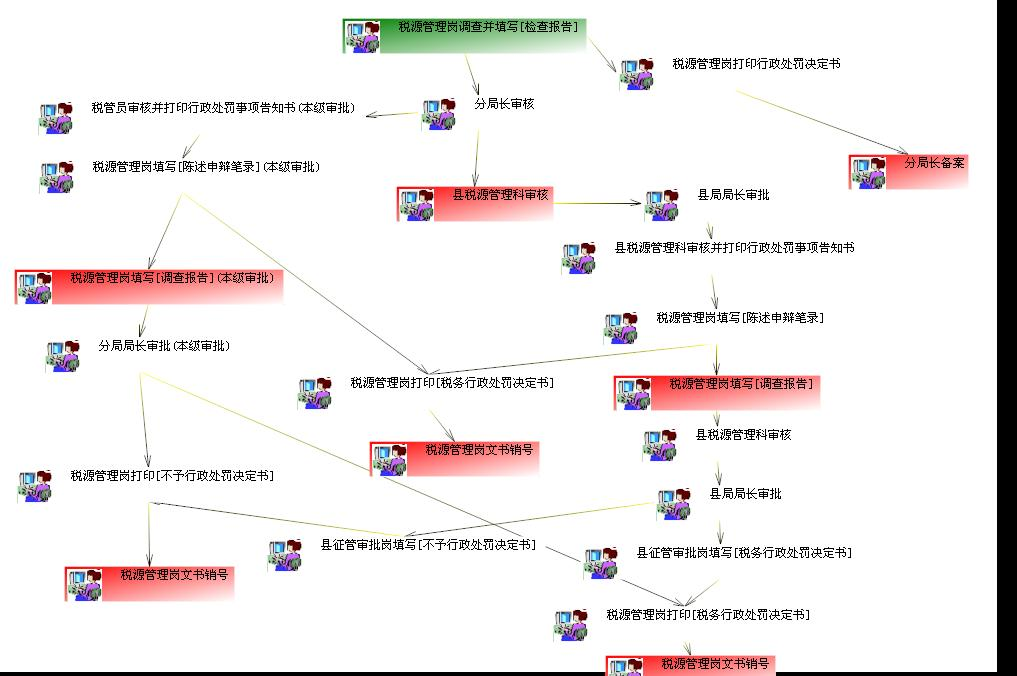 税源管理岗调查并填写[检查报告]
税源管理岗打印行政处罚决定书
分局长审核
税管员审核并打印行政处罚事项告知书(本级审批)
分局长备案
税源管理岗填写[陈述申辩笔录](本级审批)
县税源管理科审核
县局局长审批
县税源管理科审核并打印行政处罚事项告知书
税源管理岗填写[调查报告](本级审批)
税源管理岗填写[陈述申辩笔录]
分局局长审批(本级审批)
税源管理岗打印[税务行政处罚决定书]
税源管理岗填写[调查报告]
县税源管理科审核
税源管理岗文书销号
税源管理岗打印[不予行政处罚决定书]
县局局长审批
县征管审批岗填写[不予行政处罚决定书]
县征管审批岗填写[税务行政处罚决定书]
税源管理岗文书销号
税源管理岗打印[税务行政处罚决定书]
税源管理岗文书销号